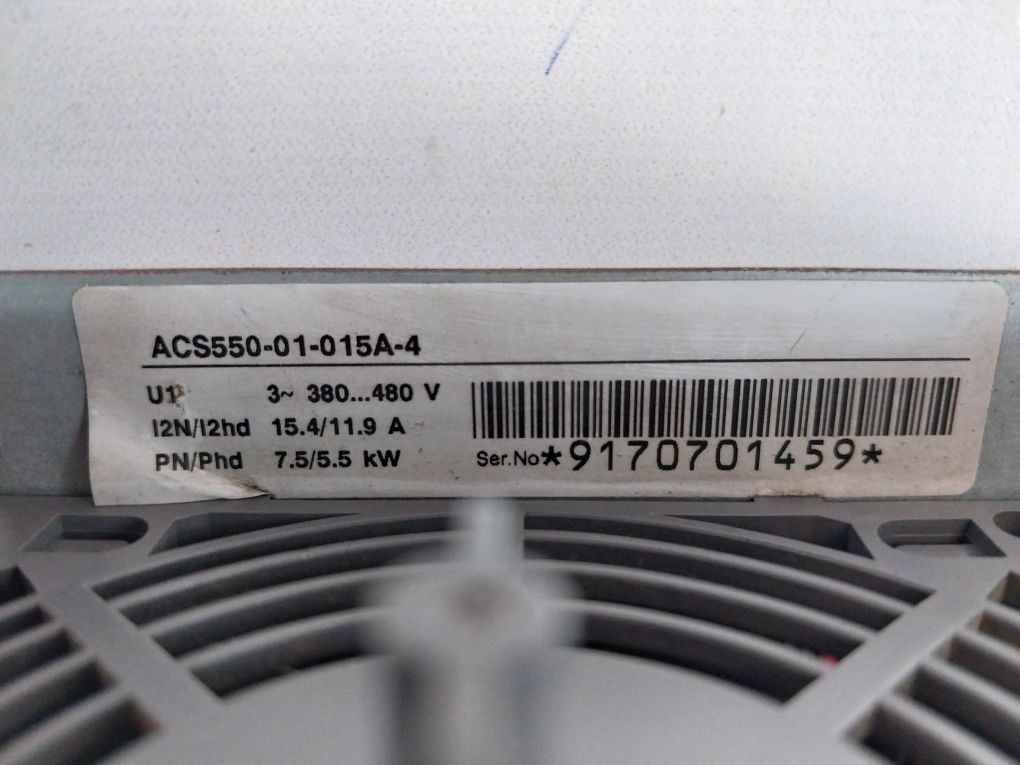 ACS550-01-015A-4
U1 3~ 380...480 V
I2N/I2hd 15.4/11.9 A
PN/Phd 7.5/5.5 kW
Ser.No *9170701459*